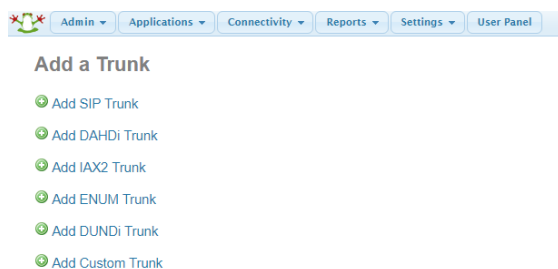 Admin Applications Connectivity Reports Settings User Panel
Add a Trunk
Add SIP Trunk
Add DAHDi Trunk
Add IAX2 Trunk
Add ENUM Trunk
Add DUNDi Trunk
Add Custom Trunk